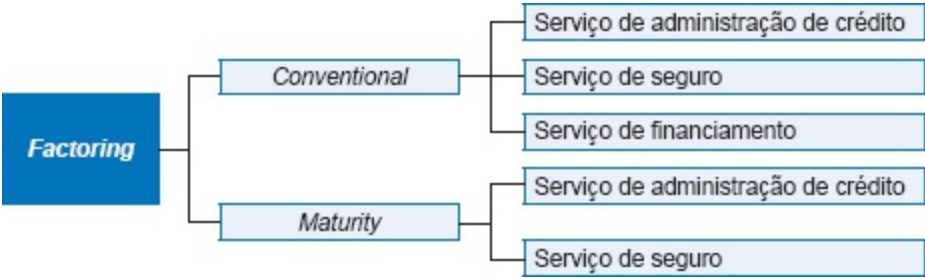 Factoring
Conventional
Serviço de administração de crédito
Serviço de seguro
Serviço de financiamento
Maturity
Serviço de administração de crédito
Serviço de seguro